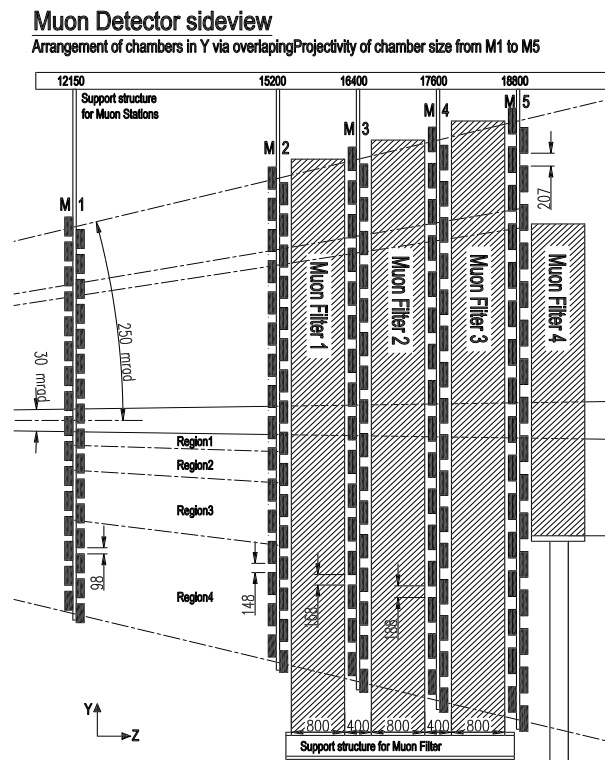 Muon Detector sideview
Arrangement of chambers in Y via overlapingProjectivity of chamber size from M1 to M5
12150 15200 16400 17600 18800
Support structure
for Muon Stations
M 1
M 2
M 3
M 4
M 5
207
Muon Filter 1
Muon Filter 2
Muon Filter 3
Muon Filter 4
250 mrad
30 mrad
Region1
Region2
Region3
Region4
98
148
168
188
Y
Z
800 400 800 400 800
Support structure for Muon Filter